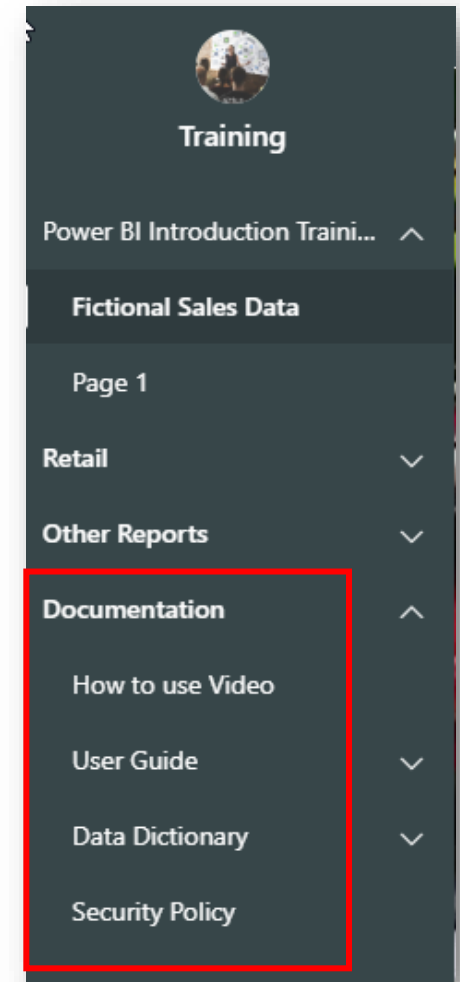 Training
Power BI Introduction Traini...
Fictional Sales Data
Page 1
Retail
Other Reports
Documentation
How to use Video
User Guide
Data Dictionary
Security Policy